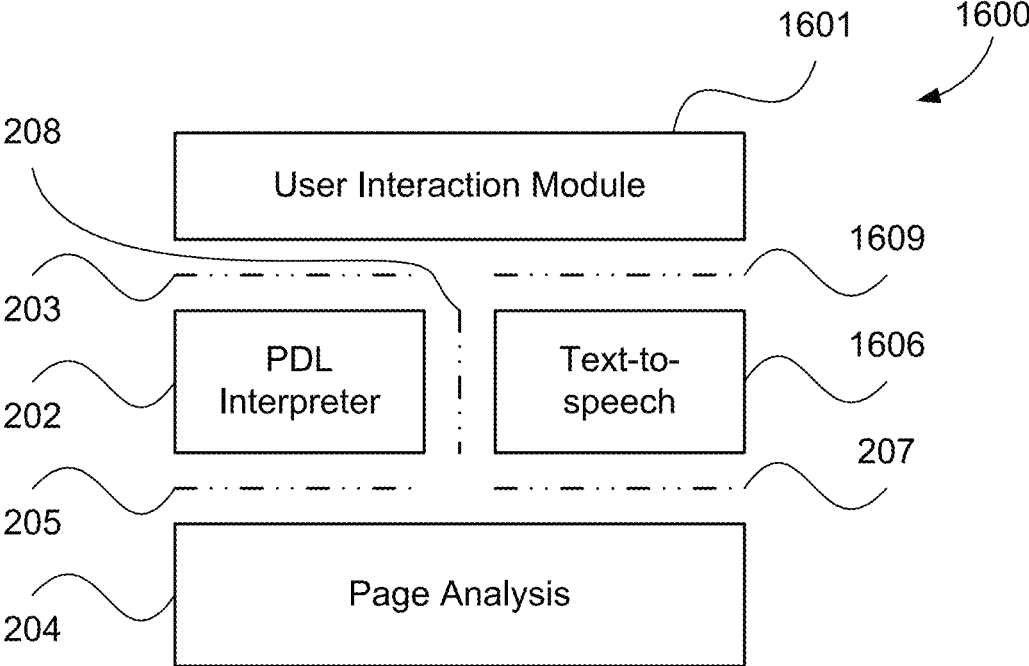 1600
1601
208
User Interaction Module
1609
203
PDL
Interpreter
Text-to-
speech
1606
202
207
205
Page Analysis
204